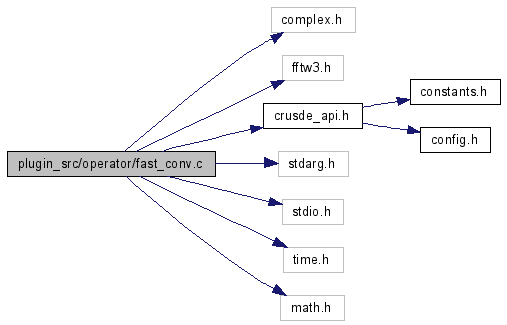 complex.h
fftw3.h
constants.h
crusde_api.h
config.h
plugin_src/operator/fast_conv.c
stdarg.h
stdio.h
time.h
math.h